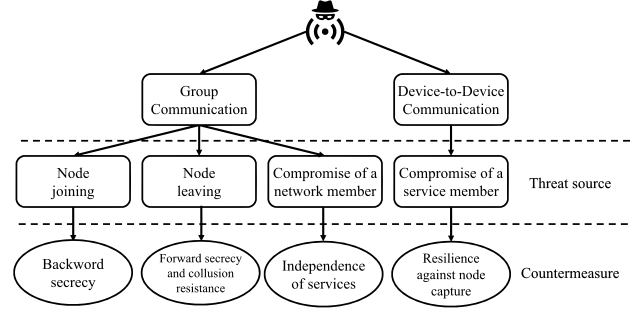 Group
Communication
Device-to-Device
Communication
Node
joining
Node
leaving
Compromise of a
network member
Compromise of a
service member
Threat source
Backword
secrecy
Forward secrecy
and collusion
resistance
Independence
of services
Resilience
against node
capture
Countermeasure